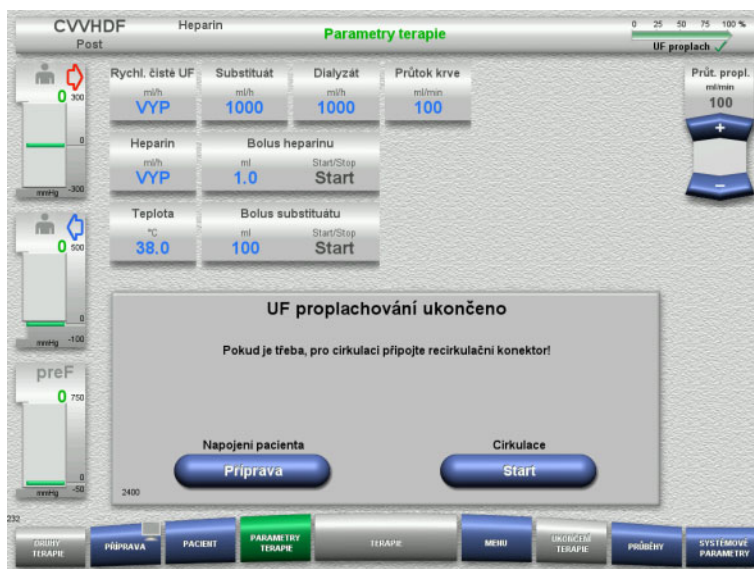 CVVHDF Heparin
Post
Parametry terapie
0 25 50 75 100 %
UF proplach
0 300
0
mmHg -300
0 500
0
mmHg -100
preF
0 750
0
mmHg -50
Rychl. čisté UF Substituát Dialyzát Průtok krve
ml/h ml/h ml/h ml/min
VYP 1000 1000 100
Heparin Bolus heparinu
ml/h ml Start/Stop
VYP 1.0 Start
Teplota Bolus substituátu
°C ml Start/Stop
38.0 100 Start
Průt. propl.
ml/min
100
+
−
UF proplachování ukončeno
Pokud je třeba, pro cirkulaci připojte recirkulační konektor!
Napojení pacienta Cirkulace
Příprava Start
2400
232
DRUHY TERAPIE
PŘÍPRAVA
PACIENT
PARAMETRY TERAPIE
TERAPIE
MENU
UKONČENÍ TERAPIE
PRŮBĚHY
SYSTÉMOVÉ PARAMETRY